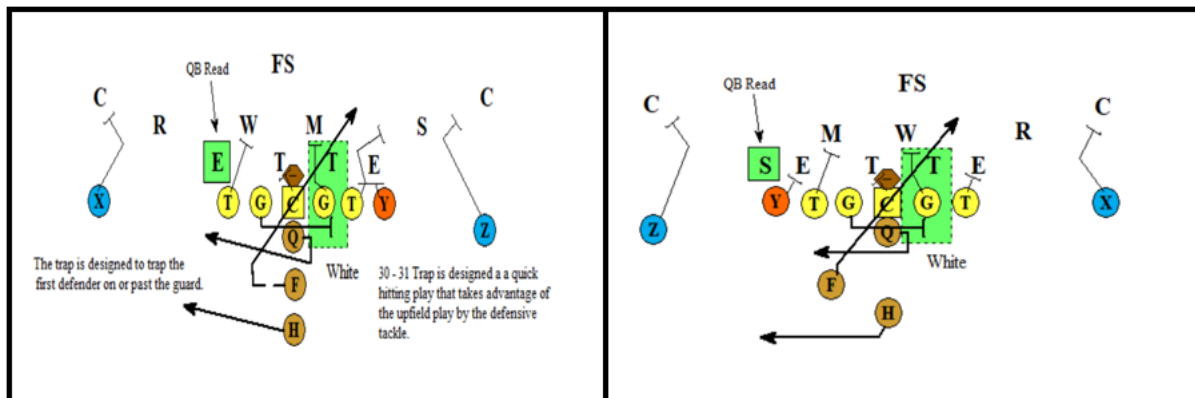 QB Read
FS
C
C
R
W
M
S
E
T
T
E
X
T
G
C
G
T
Y
Q
Z
The trap is designed to trap the
first defender on or past the guard.
White
30 - 31 Trap is designed a a quick
hitting play that takes advantage of
the upfield play by the defensive
tackle.
F
H
QB Read
FS
C
C
M
W
R
S
E
T
T
E
Y
T
G
C
G
T
X
Z
Q
White
F
H